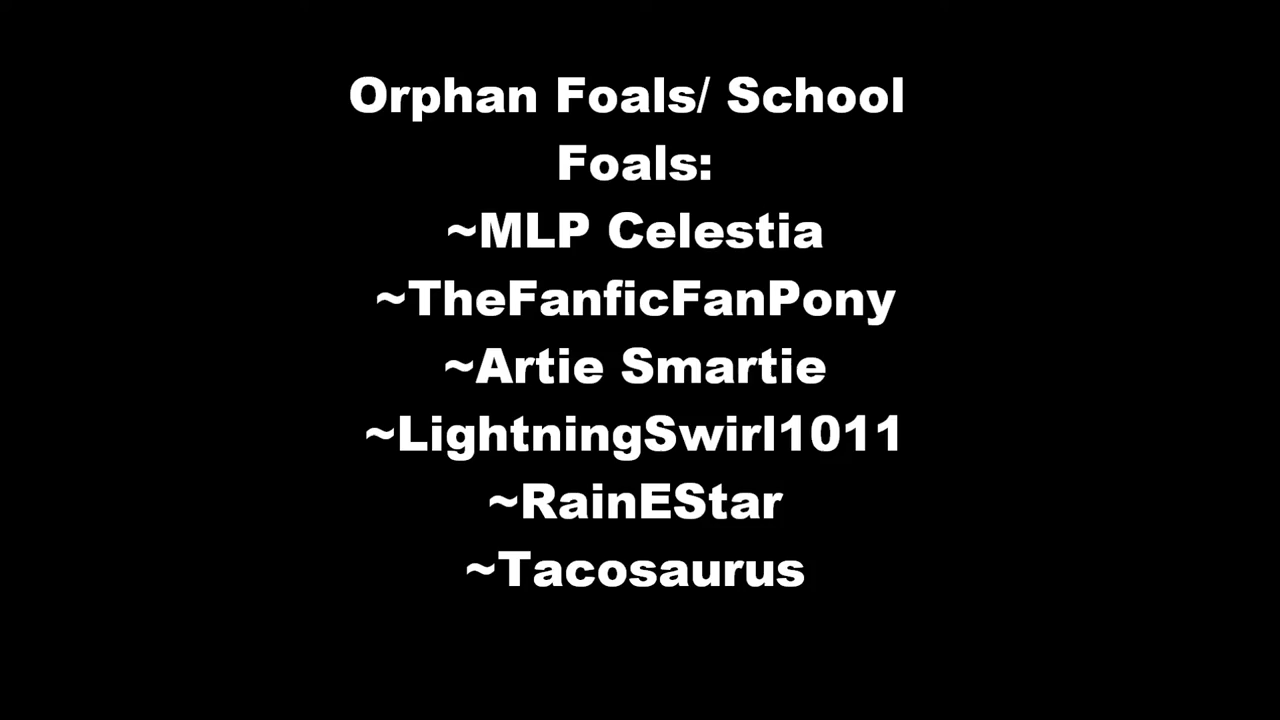 Orphan Foals/ School
Foals:
~MLP Celestia
~TheFanficFanPony
~Artie Smartie
~LightningSwirl1011
~RainEStar
~Tacosaurus